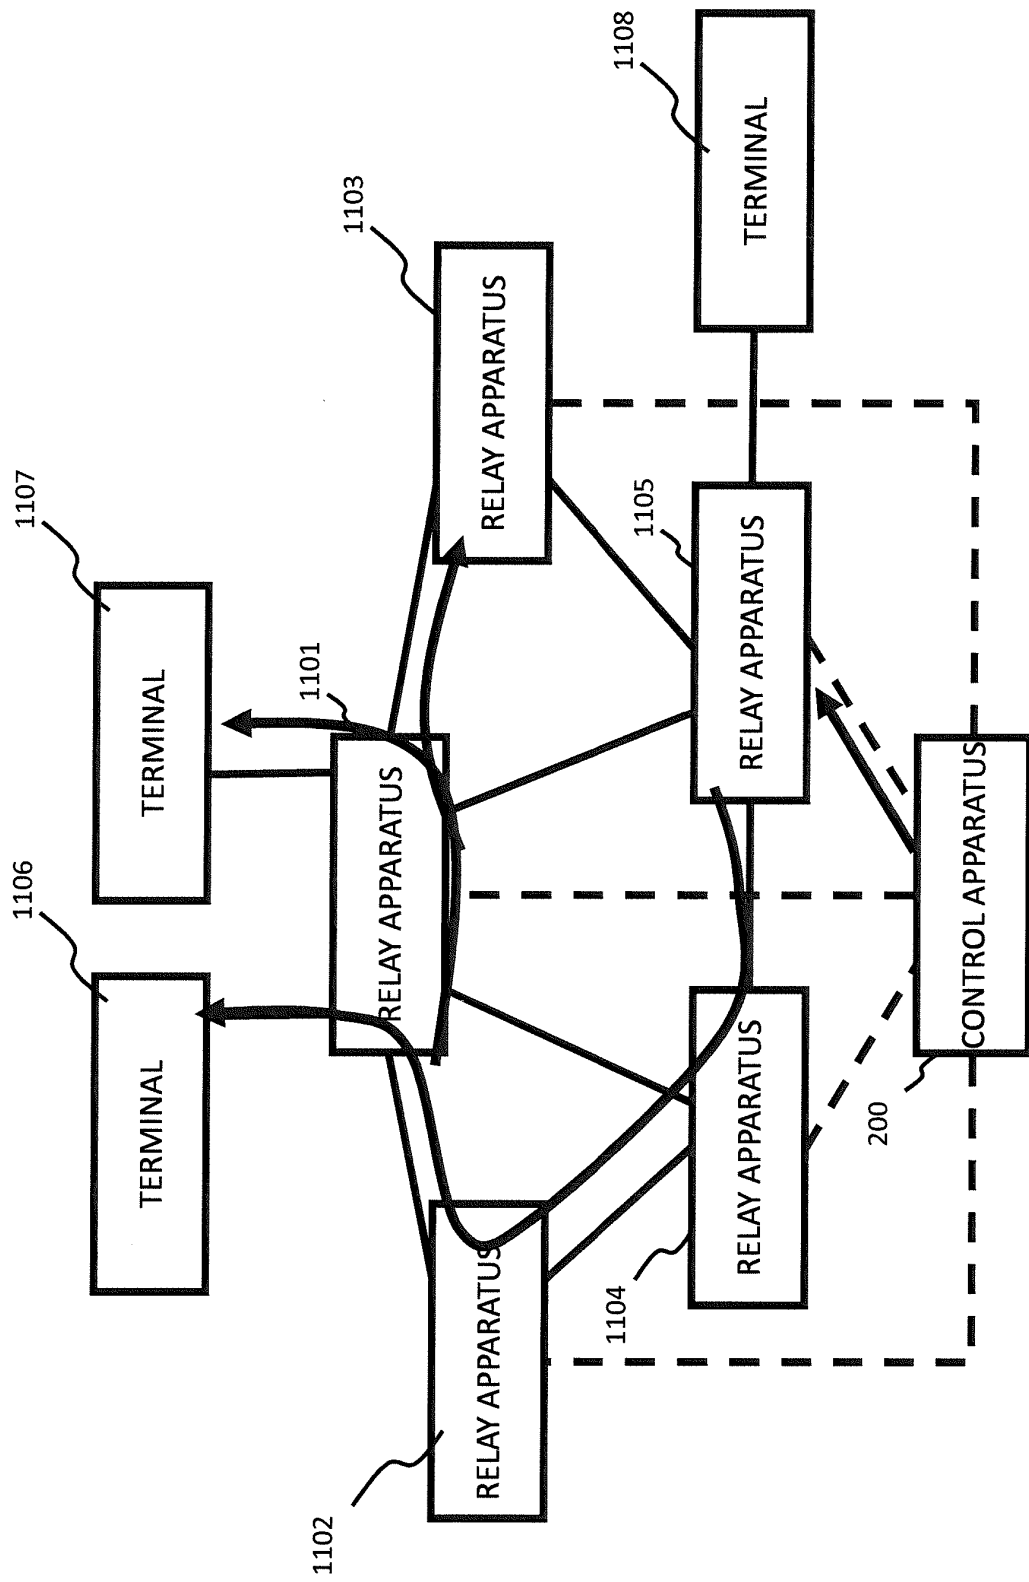 1106
TERMINAL
1107
TERMINAL
1101
RELAY APPARATUS
1102
RELAY APPARATUS
1103
RELAY APPARATUS
1104
RELAY APPARATUS
1105
RELAY APPARATUS
1108
TERMINAL
200
CONTROL APPARATUS